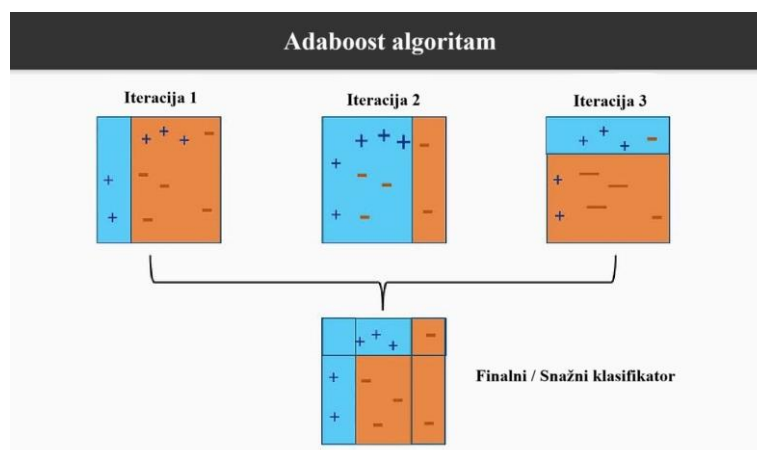 Adaboost algoritam
Iteracija 1
Iteracija 2
Iteracija 3
Finalni / Snažni klasifikator